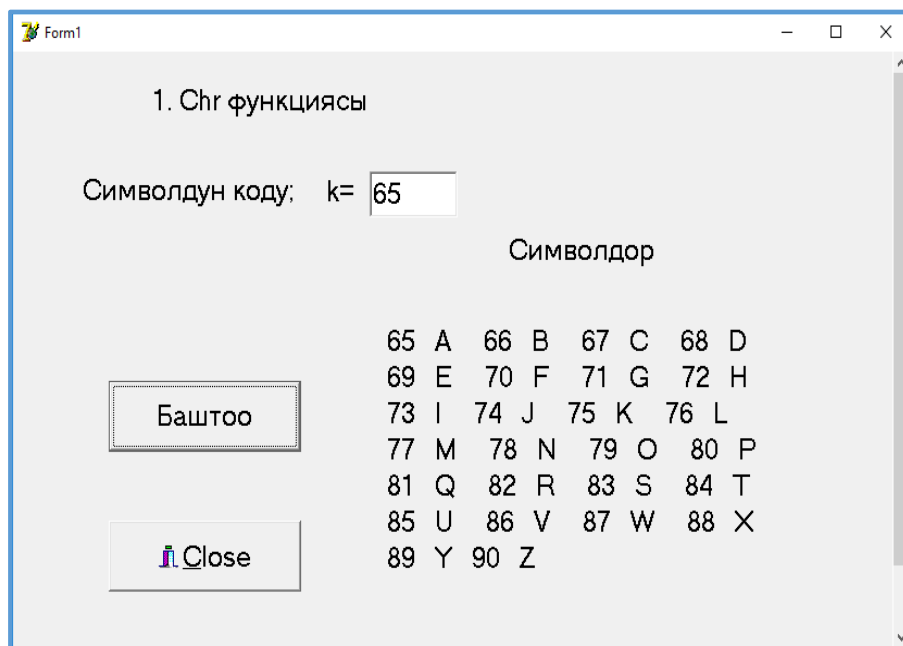 Form1
1. Chr функциясы
Символдун коду; k= 65
Символдор
65 A 66 B 67 C 68 D
69 E 70 F 71 G 72 H
73 I 74 J 75 K 76 L
77 M 78 N 79 O 80 P
81 Q 82 R 83 S 84 T
85 U 86 V 87 W 88 X
89 Y 90 Z
Баштоо
Close